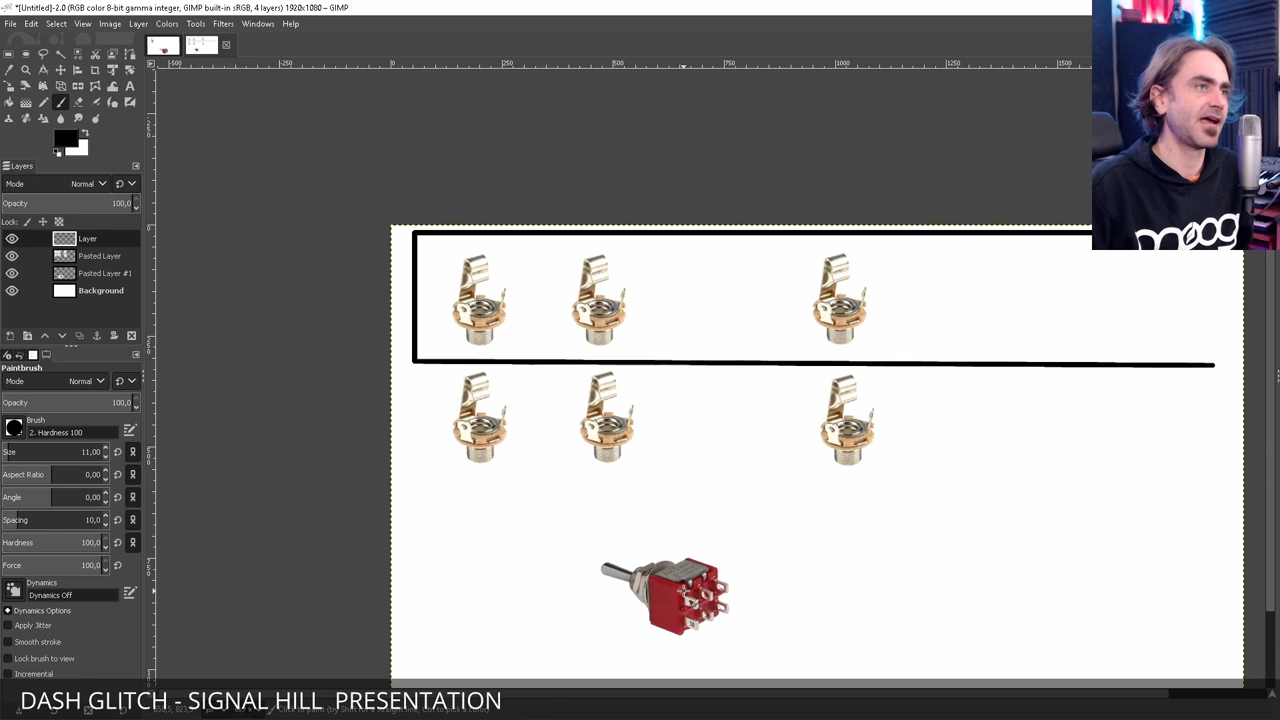 *[Untitled]-2.0 (RGB color 8-bit gamma integer, GIMP built-in sRGB, 4 layers) 1920x1080 – GIMP
File Edit Select View Image Layer Colors Tools Filters Windows Help
-500 -250 0 250 500 750 1000 1250 1500
Layers
Mode Normal
Opacity 100,0
Lock:
Layer
Pasted Layer
Pasted Layer #1
Background
Paintbrush
Mode Normal
Opacity 100,0
Brush
2. Hardness 100
Size 11,00
Aspect Ratio 0,00
Angle 0,00
Spacing 10,0
Hardness 100,0
Force 100,0
Dynamics
Dynamics Off
Dynamics Options
Apply Jitter
Smooth stroke
Lock brush to view
Incremental
moog
DASH GLITCH - SIGNAL HILL PRESENTATION